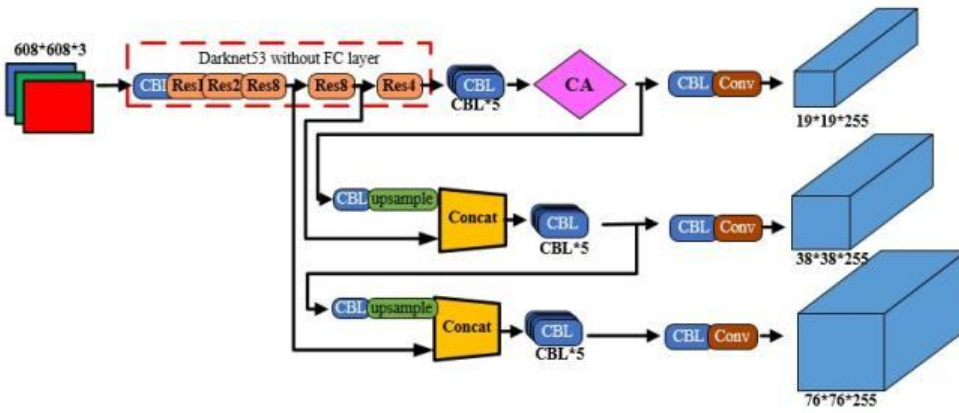 608*608*3
Darknet53 without FC layer
CBL Res1 Res2 Res8 Res8 Res4
CBL
CBL*5
CA
CBL Conv
19*19*255
CBL upsample
Concat
CBL
CBL*5
CBL Conv
38*38*255
CBL upsample
Concat
CBL
CBL*5
CBL Conv
76*76*255